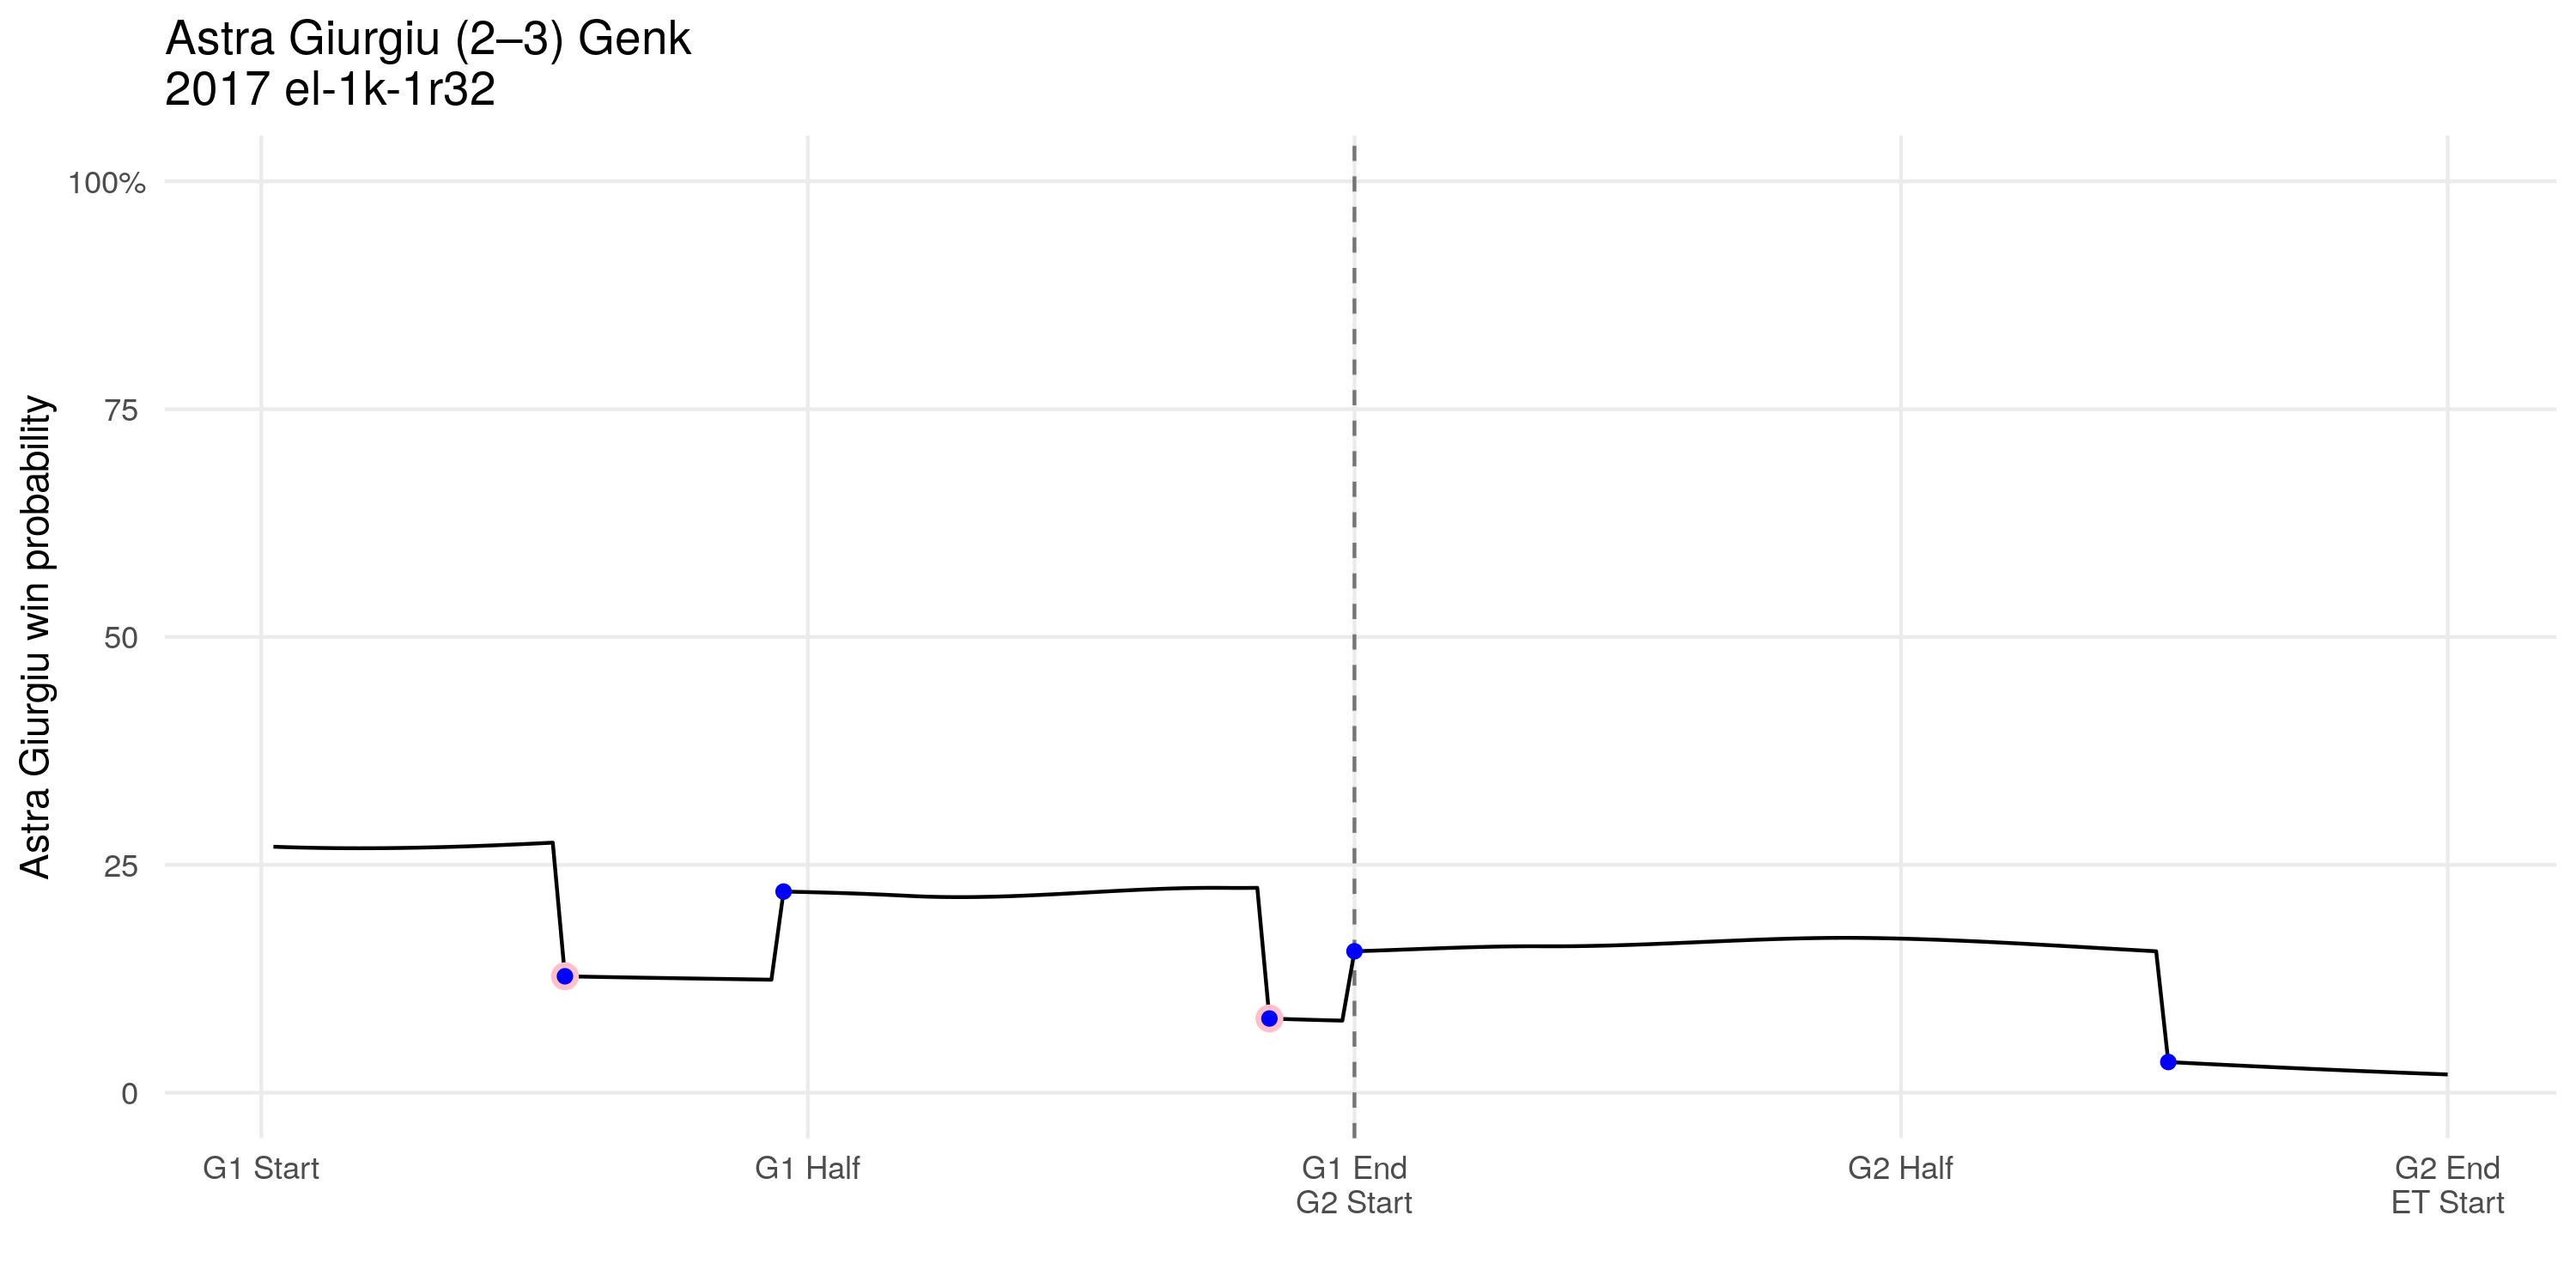 Astra Giurgiu (2–3) Genk
2017 el-1k-1r32
Astra Giurgiu win probability
100%
75
50
25
0
G1 Start
G1 Half
G1 End
G2 Start
G2 Half
G2 End
ET Start